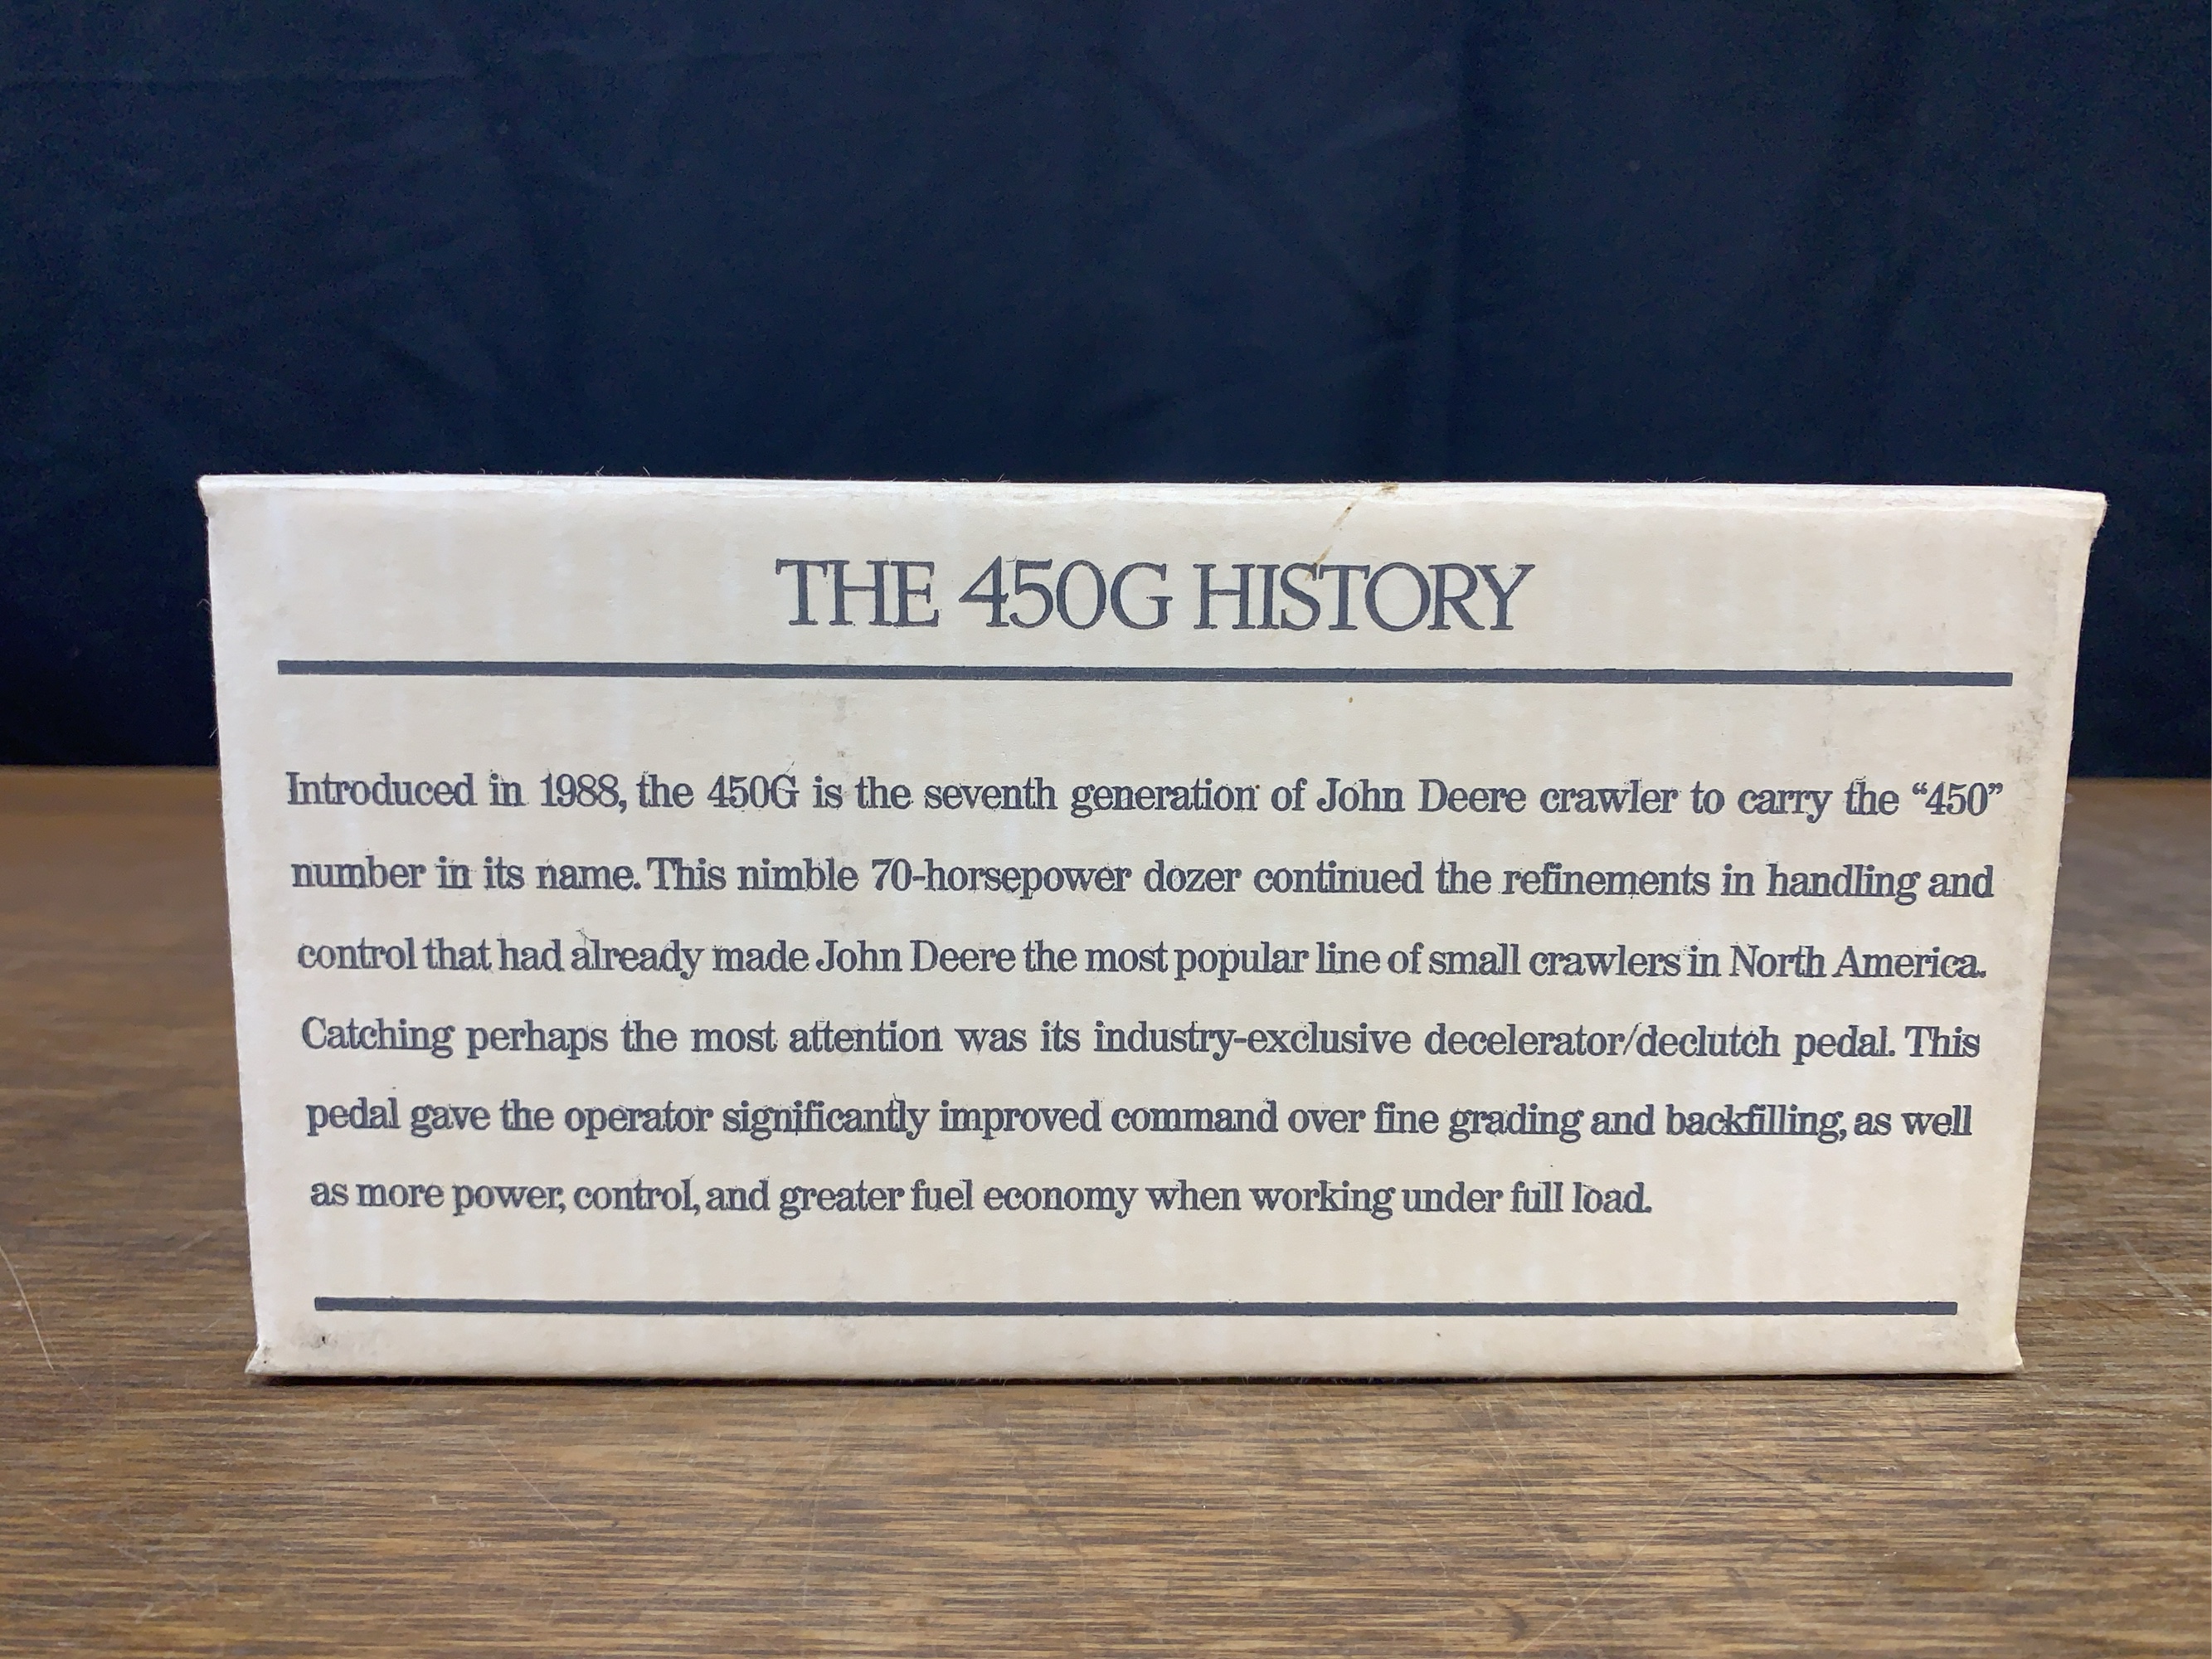 THE 450G HISTORY
Introduced in 1988, the 450G is the seventh generation of John Deere crawler to carry the “450”
number in its name. This nimble 70-horsepower dozer continued the refinements in handling and
control that had already made John Deere the most popular line of small crawlers in North America.
Catching perhaps the most attention was its industry-exclusive decelerator/declutch pedal. This
pedal gave the operator significantly improved command over fine grading and backfilling, as well
as more power, control, and greater fuel economy when working under full load.